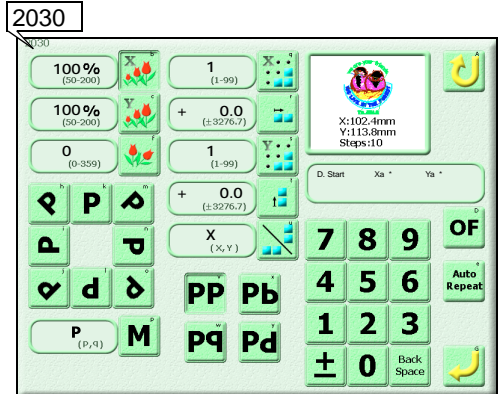 2030
2030
100%
(50-200)
X
b
1
(1-99)
X
q
100%
(50-200)
Y
c
+ 0.0
(±3276.7)
r
0
(0-359)
f
1
(1-99)
Y
s
+ 0.0
(±3276.7)
t
X
(X,Y)
u
X:102.4mm
Y:113.8mm
Steps:10
A
D. Start Xa + Ya +
h P k P m P
i P n P
j P l P o P
P
(P,q)
p
M
v
PP
x
Pb
w
Pq
y
Pd
7 8 9
D
OF
4 5 6
e
Auto
Repeat
1 2 3
± 0 Back
Space
G